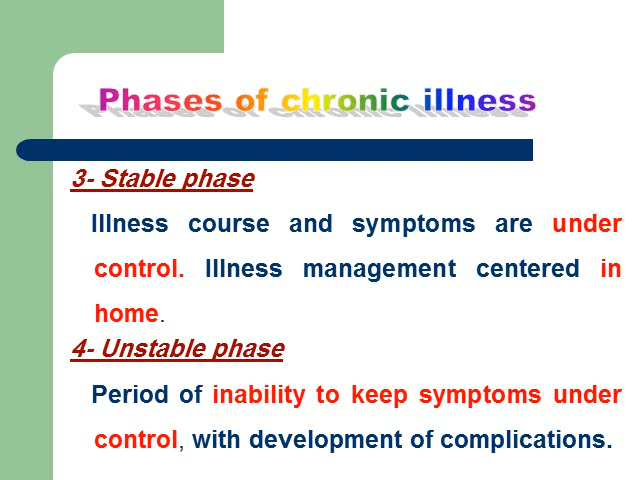 Phases of chronic illness
3- Stable phase
Illness course and symptoms are under
control. Illness management centered in
home.
4- Unstable phase
Period of inability to keep symptoms under
control, with development of complications.